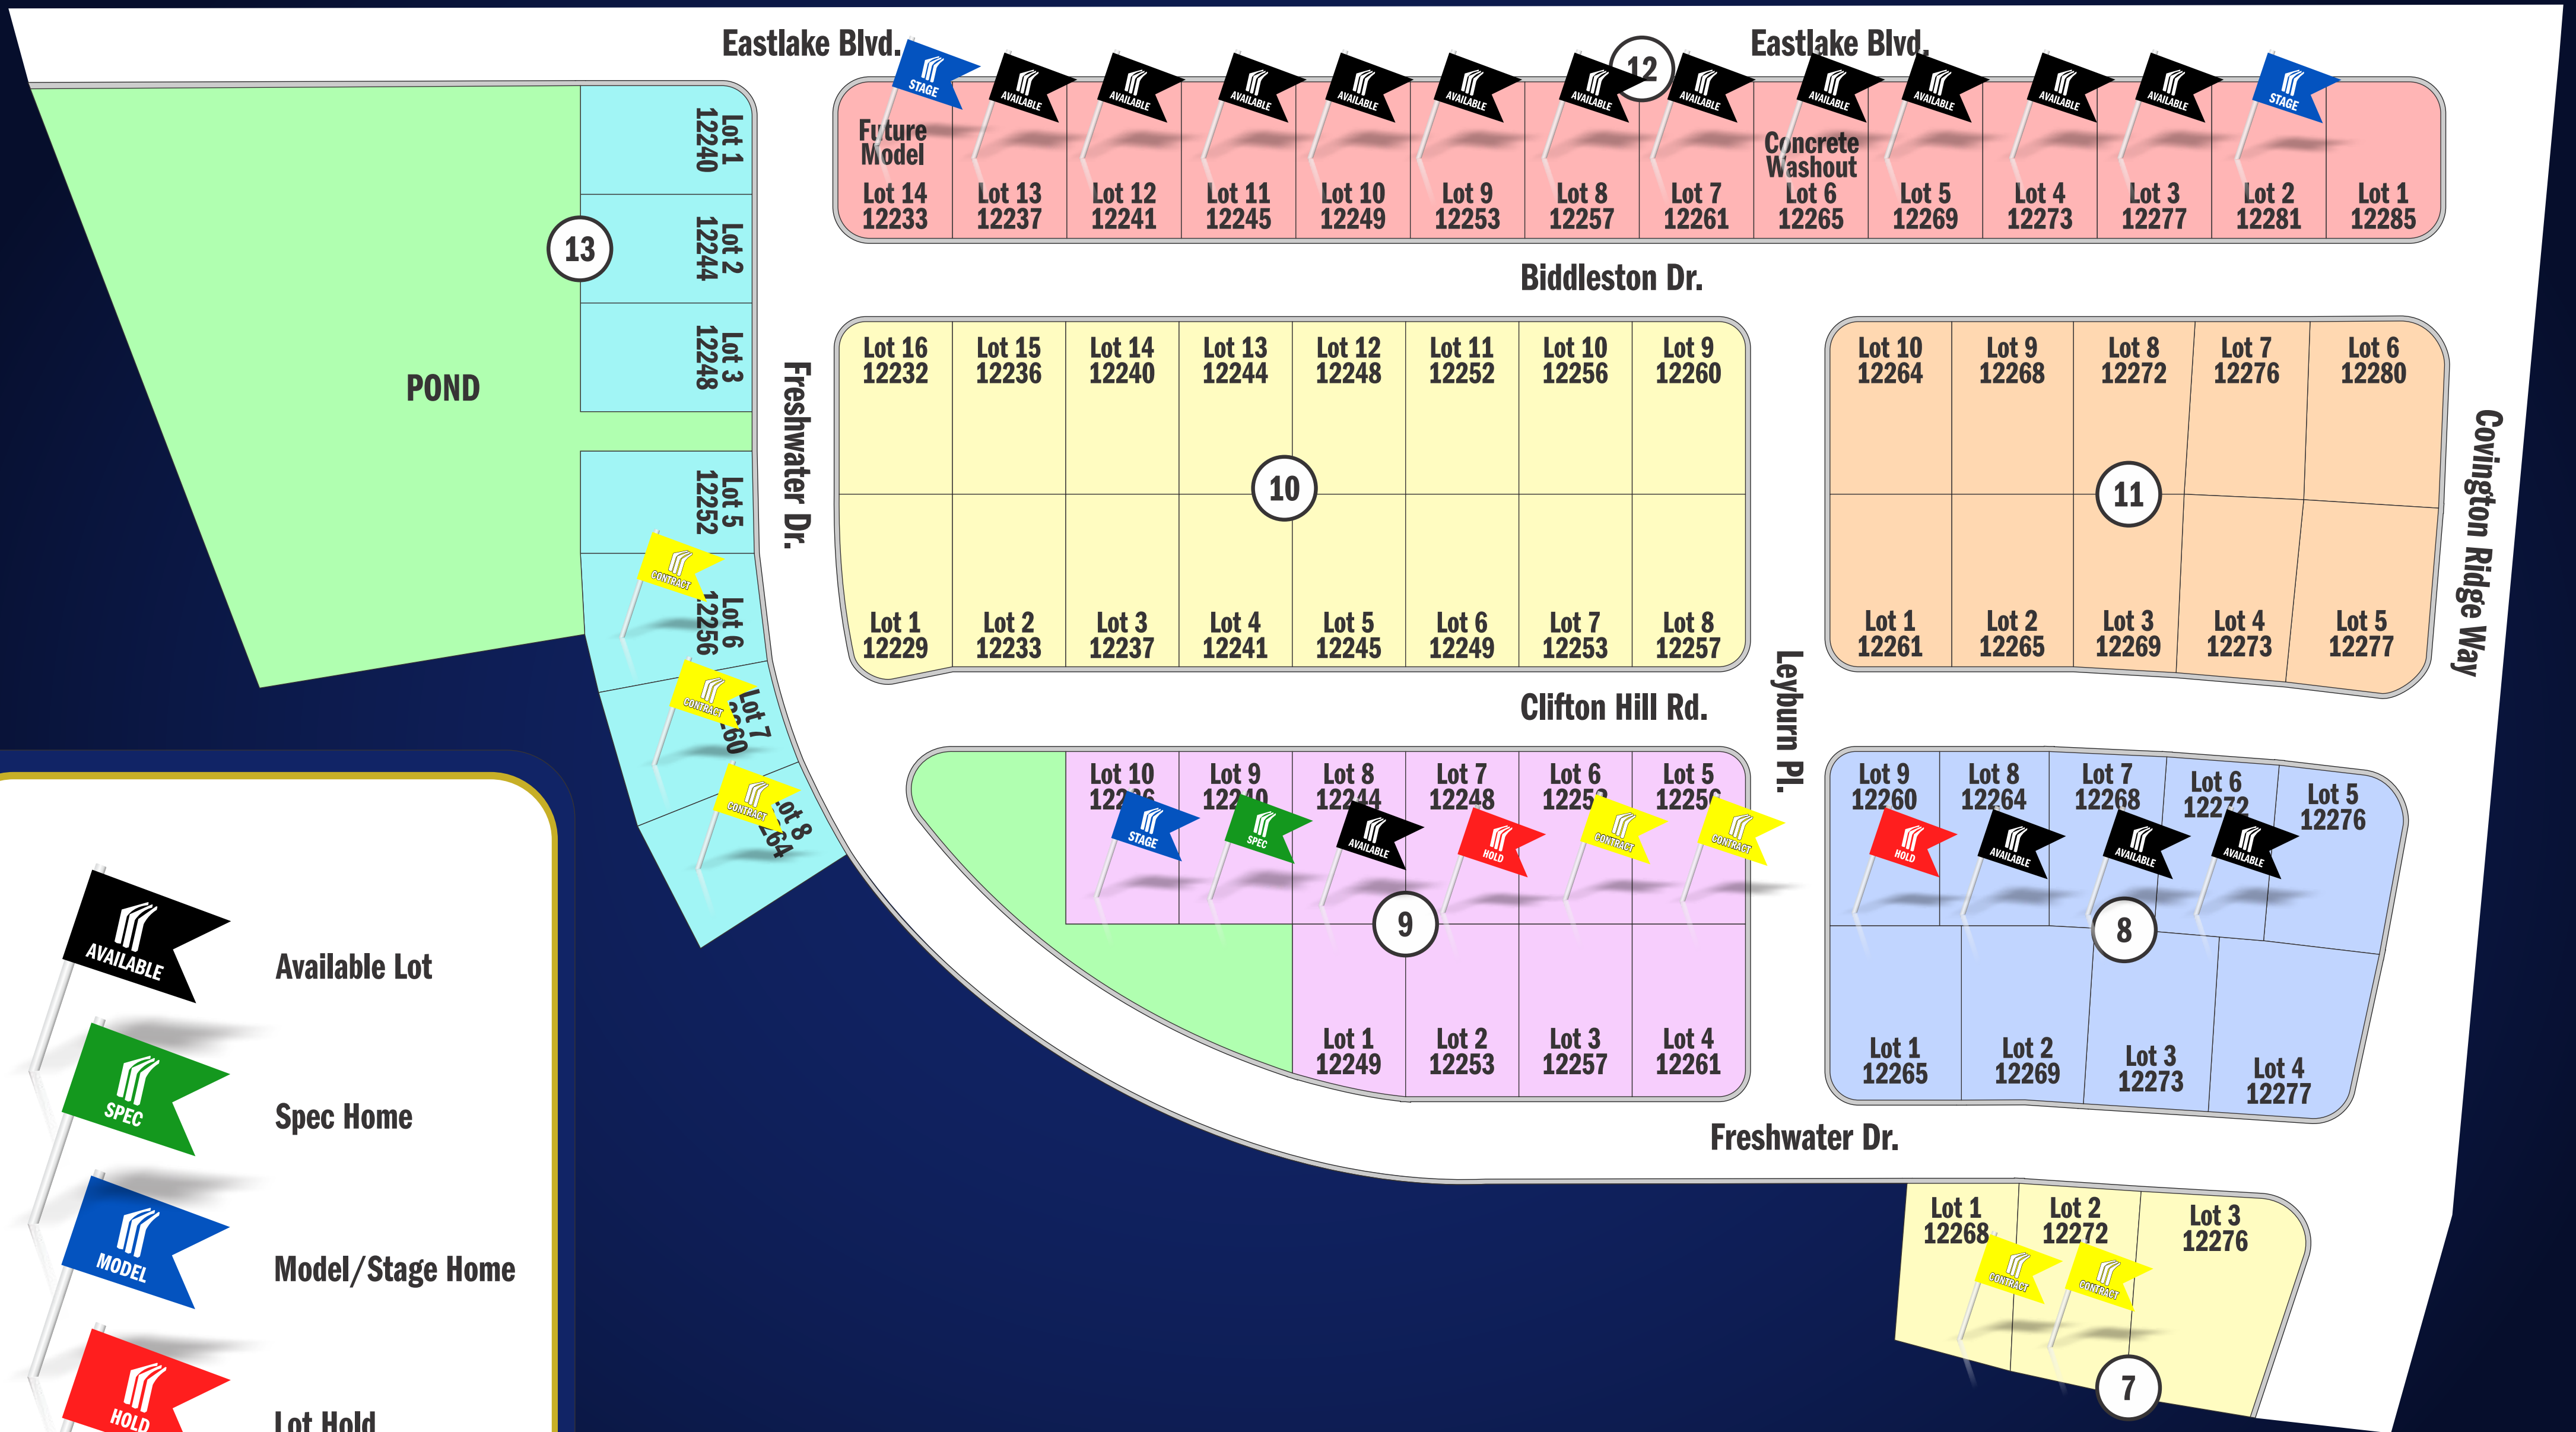 Eastlake Blvd.
Eastlake Blvd.
STAGE
AVAILABLE
AVAILABLE
AVAILABLE
AVAILABLE
AVAILABLE
AVAILABLE
12
AVAILABLE
AVAILABLE
AVAILABLE
AVAILABLE
AVAILABLE
STAGE
Future
Model
Concrete
Washout
Lot 14
12233
Lot 13
12237
Lot 12
12241
Lot 11
12245
Lot 10
12249
Lot 9
12253
Lot 8
12257
Lot 7
12261
Lot 6
12265
Lot 5
12269
Lot 4
12273
Lot 3
12277
Lot 2
12281
Lot 1
12285
Biddleston Dr.
Lot 1
12240
Lot 2
12244
13
Lot 3
12248
POND
Lot 5
12252
CONTRACT
Lot 6
12256
CONTRACT
Lot 7
CONTRACT
Lot 8
Freshwater Dr.
Lot 16
12232
Lot 15
12236
Lot 14
12240
Lot 13
12244
Lot 12
12248
Lot 11
12252
Lot 10
12256
Lot 9
12260
10
Lot 1
12229
Lot 2
12233
Lot 3
12237
Lot 4
12241
Lot 5
12245
Lot 6
12249
Lot 7
12253
Lot 8
12257
Lot 10
12264
Lot 9
12268
Lot 8
12272
Lot 7
12276
Lot 6
12280
11
Lot 1
12261
Lot 2
12265
Lot 3
12269
Lot 4
12273
Lot 5
12277
Covington Ridge Way
Clifton Hill Rd.
Leyburn Pl.
Lot 10
Lot 9
12240
Lot 8
12244
Lot 7
12248
Lot 6
12252
Lot 5
12256
STAGE
SPEC
AVAILABLE
HOLD
CONTRACT
CONTRACT
9
Lot 1
12249
Lot 2
12253
Lot 3
12257
Lot 4
12261
Lot 9
12260
Lot 8
12264
Lot 7
12268
Lot 6
12272
Lot 5
12276
HOLD
AVAILABLE
AVAILABLE
AVAILABLE
8
Lot 1
12265
Lot 2
12269
Lot 3
12273
Lot 4
12277
Freshwater Dr.
Lot 1
12268
Lot 2
12272
Lot 3
12276
CONTRACT
CONTRACT
7
AVAILABLE
Available Lot
SPEC
Spec Home
MODEL
Model/Stage Home
HOLD
Lot Hold